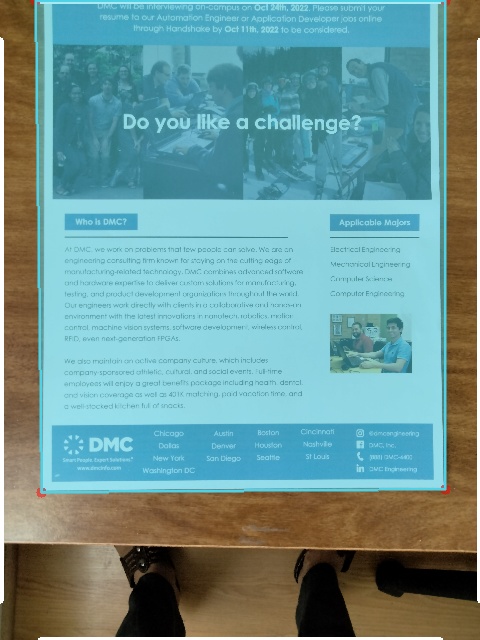 DMC will be interviewing on-campus on Oct 24th, 2022. Please submit your
resume to our Automation Engineer or Application Developer jobs online
through Handshake by Oct 11th, 2022 to be considered.
Do you like a challenge?
Who is DMC?
At DMC, we work on problems that few people can solve. We are an
engineering consulting firm known for staying on the cutting edge of
manufacturing-related technology. DMC combines advanced software
and hardware expertise to deliver custom solutions for manufacturing,
testing, and product development organizations throughout the world.
Our engineers work directly with clients in a collaborative and hands-on
environment with the latest innovations in nanotech, robotics, motion
control, machine vision systems, software development, wireless control,
RFID, even next-generation FPGAs.
We also maintain an active company culture, which includes
company sponsored athletic, cultural, and social events. Full-time
employees will enjoy a great benefits package including health, dental,
and vision coverage as well as 401K matching, paid vacation time, and
a well-stocked kitchen full of snacks.
Applicable Majors
Electrical Engineering
Mechanical Engineering
Computer Science
Computer Engineering
DMC
Smart People. Expert Solutions.®
www.dmcinfo.com
Chicago Austin Boston Cincinnati
Dallas Denver Houston Nashville
New York San Diego Seattle St Louis
Washington DC
@dmcengineering
DMC, Inc.
DMC Engineering